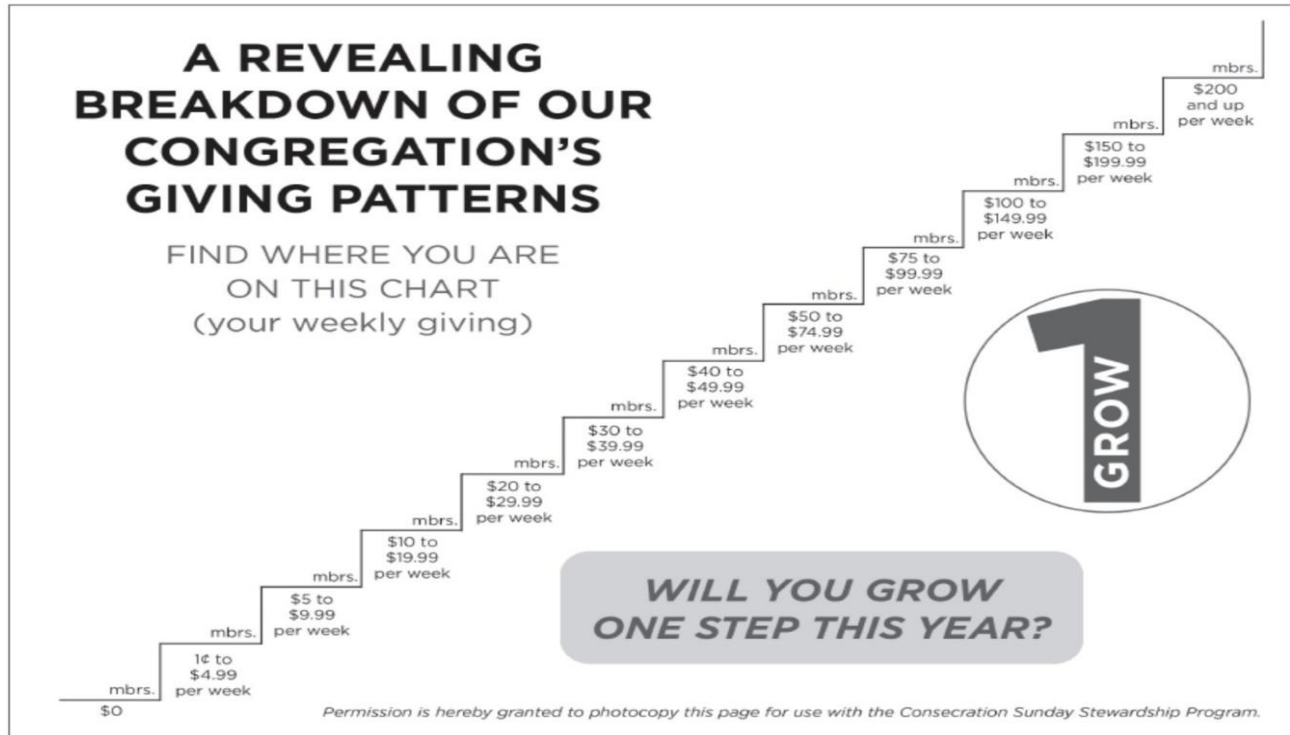 A REVEALING
BREAKDOWN OF OUR
CONGREGATION'S
GIVING PATTERNS
FIND WHERE YOU ARE
ON THIS CHART
(your weekly giving)
mbrs.
$200
and up
per week
mbrs.
$150 to
$199.99
per week
mbrs.
$100 to
$149.99
per week
mbrs.
$75 to
$99.99
per week
mbrs.
$50 to
$74.99
per week
mbrs.
$40 to
$49.99
per week
mbrs.
$30 to
$39.99
per week
mbrs.
$20 to
$29.99
per week
mbrs.
$10 to
$19.99
per week
mbrs.
$5 to
$9.99
per week
mbrs.
1¢ to
$4.99
per week
mbrs.
$0
1
GROW
WILL YOU GROW
ONE STEP THIS YEAR?
Permission is hereby granted to photocopy this page for use with the Consecration Sunday Stewardship Program.